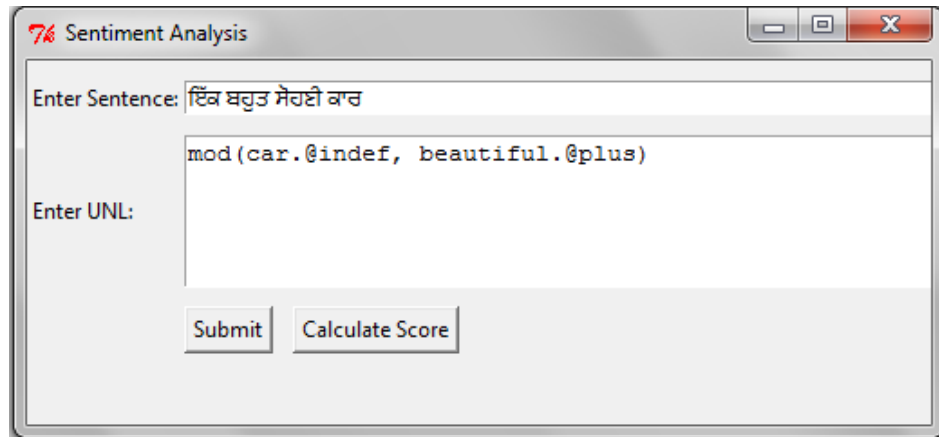 Sentiment Analysis
Enter Sentence: ਇੱਕ ਬਹੁਤ ਸੋਹਣੀ ਕਾਰ
mod(car.@indef, beautiful.@plus)
Enter UNL:
Submit Calculate Score